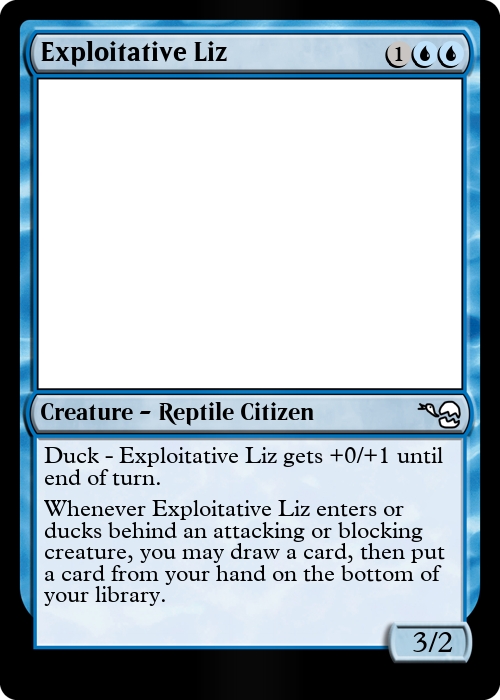 Exploitative Liz 1
Creature – Reptile Citizen
Duck - Exploitative Liz gets +0/+1 until
end of turn.
Whenever Exploitative Liz enters or
ducks behind an attacking or blocking
creature, you may draw a card, then put
a card from your hand on the bottom of
your library.
3/2